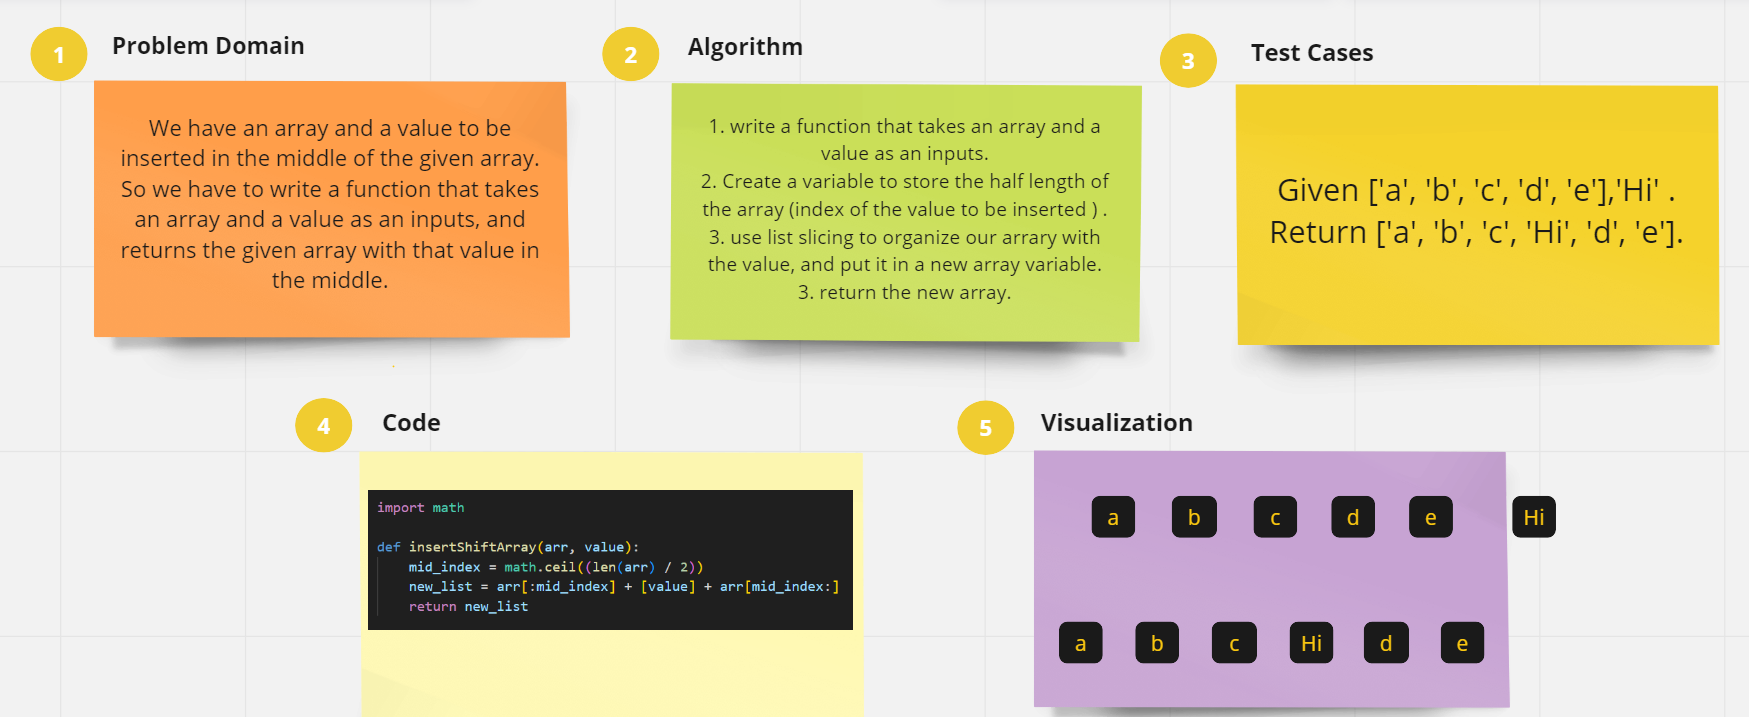 1
Problem Domain
We have an array and a value to be
inserted in the middle of the given array.
So we have to write a function that takes
an array and a value as an inputs, and
returns the given array with that value in
the middle.
2
Algorithm
1. write a function that takes an array and a
value as an inputs.
2. Create a variable to store the half length of
the array (index of the value to be inserted ) .
3. use list slicing to organize our arrary with
the value, and put it in a new array variable.
3. return the new array.
3
Test Cases
Given ['a', 'b', 'c', 'd', 'e'],'Hi' .
Return ['a', 'b', 'c', 'Hi', 'd', 'e'].
4
Code
import math
def insertShiftArray(arr, value):
mid_index = math.ceil((len(arr) / 2))
new_list = arr[:mid_index] + [value] + arr[mid_index:]
return new_list
5
Visualization
a b c d e Hi
a b c Hi d e